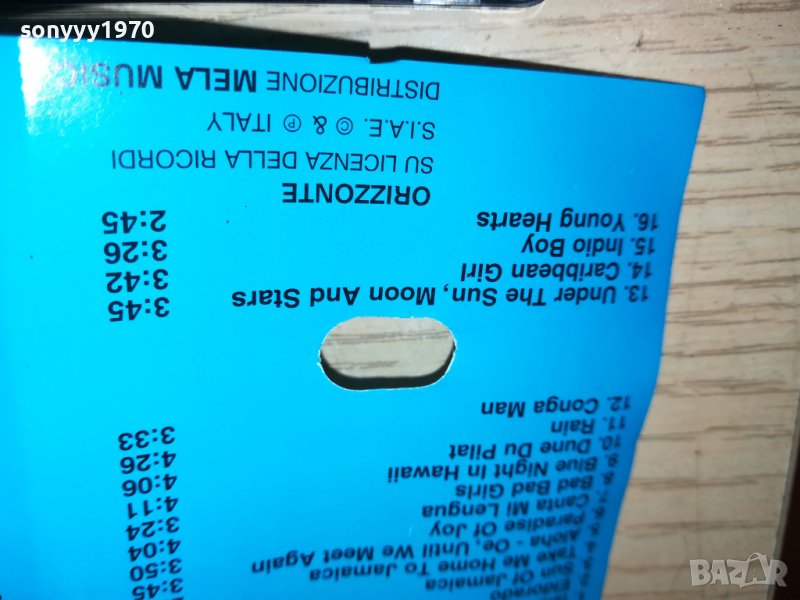 sonyyy1970
2. Eldorado
3. Sun Of Jamaica
4. Take Me Home To Jamaica
5. Aloha - Oe, Until We Meet Again 3:45
6. Paradise Of Joy 3:50
7. Canta Mi Lengua 4:04
8. Bad Bad Girls 3:24
9. Blue Night In Hawaii 4:11
10. Dune Du Pilat 4:06
11. Rain 4:26
12. Conga Man 3:33
13. Under The Sun, Moon And Stars 3:45
14. Caribbean Girl 3:42
15. Indio Boy 3:26
16. Young Hearts 2:45
ORIZZONTE
SU LICENZA DELLA RICORDI
S.I.A.E. © & ℗ ITALY
DISTRIBUZIONE MELA MUSIC
BAZAR